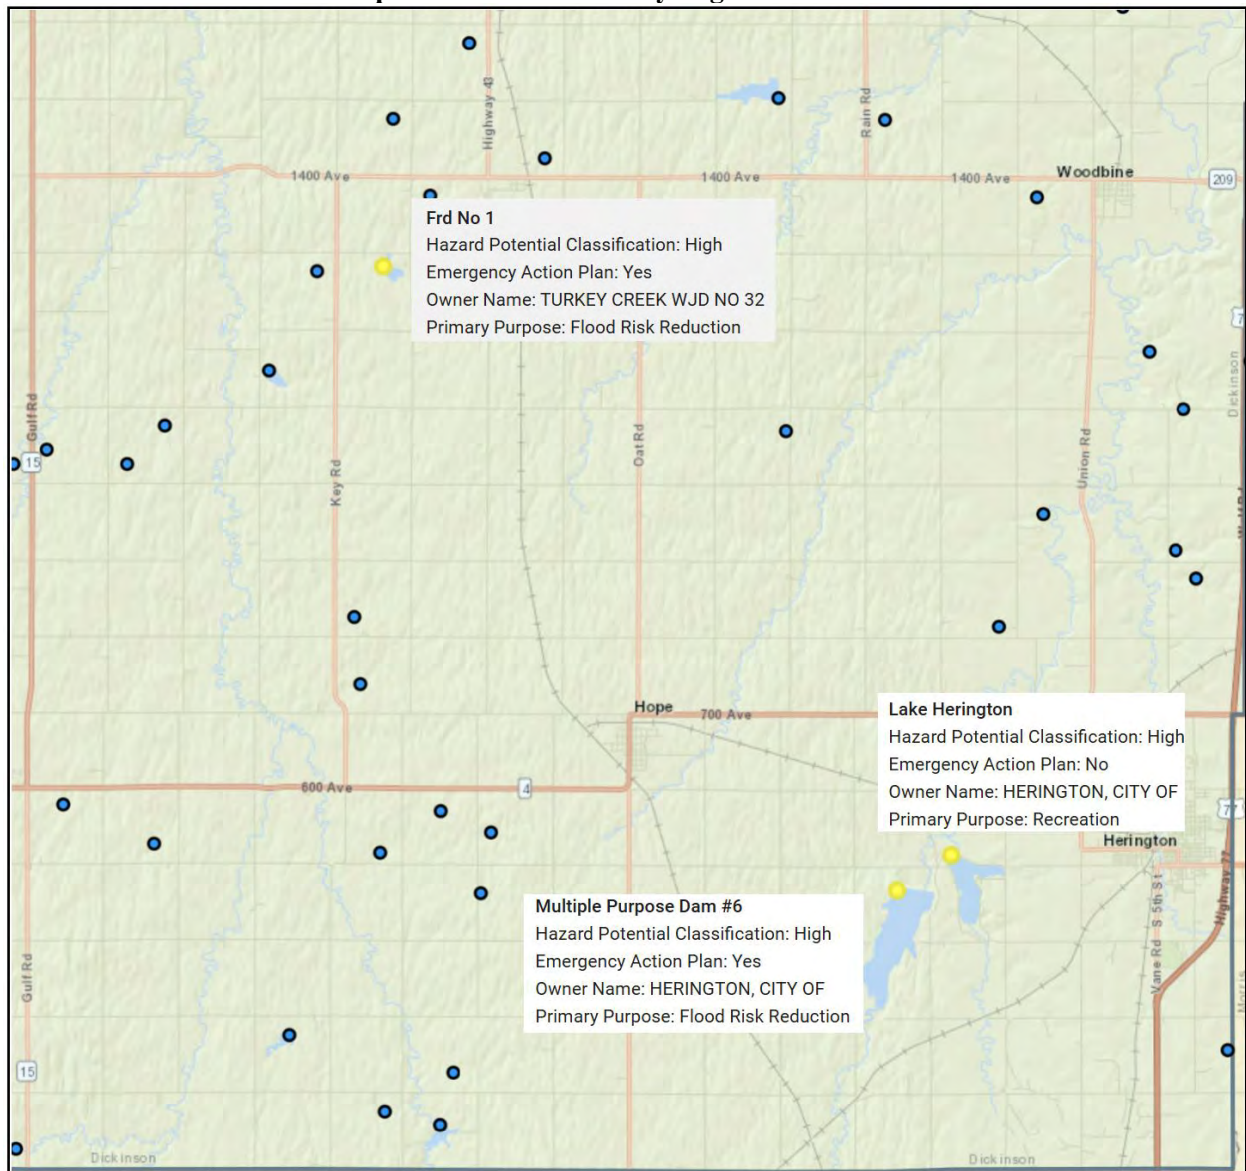 Highway 43
Rain Rd
1400 Ave
1400 Ave
1400 Ave
Woodbine
209
Frd No 1
Hazard Potential Classification: High
Emergency Action Plan: Yes
Owner Name: TURKEY CREEK WJD NO 32
Primary Purpose: Flood Risk Reduction
Gulf Rd
15
Key Rd
Oat Rd
Union Rd
Dickinson
Hope
700 Ave
Lake Herington
Hazard Potential Classification: High
Emergency Action Plan: No
Owner Name: HERINGTON, CITY OF
Primary Purpose: Recreation
600 Ave
4
77
Herington
Multiple Purpose Dam #6
Hazard Potential Classification: High
Emergency Action Plan: Yes
Owner Name: HERINGTON, CITY OF
Primary Purpose: Flood Risk Reduction
S 5th St
Vane Rd
Highway 77
Gulf Rd
Morris
15
Dickinson
Dickinson